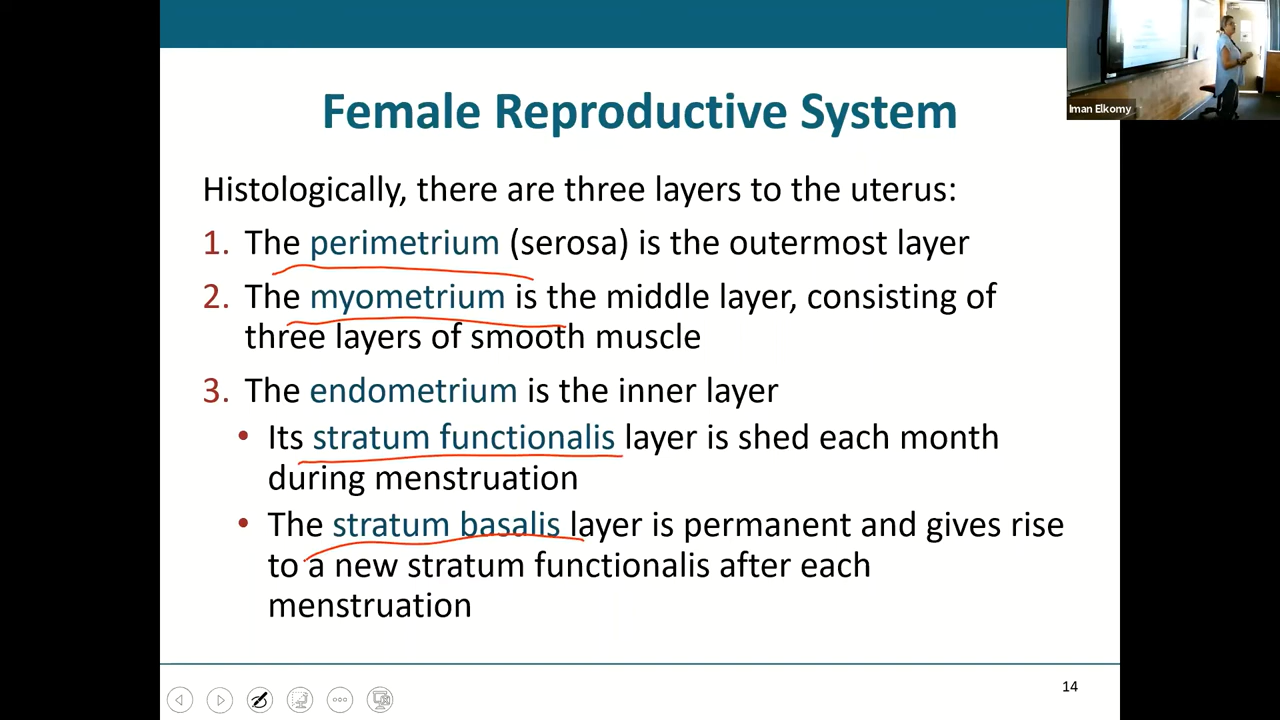 Iman Elkomy
Female Reproductive System
Histologically, there are three layers to the uterus:
1. The perimetrium (serosa) is the outermost layer
2. The myometrium is the middle layer, consisting of
three layers of smooth muscle
3. The endometrium is the inner layer
• Its stratum functionalis layer is shed each month
during menstruation
• The stratum basalis layer is permanent and gives rise
to a new stratum functionalis after each
menstruation
14